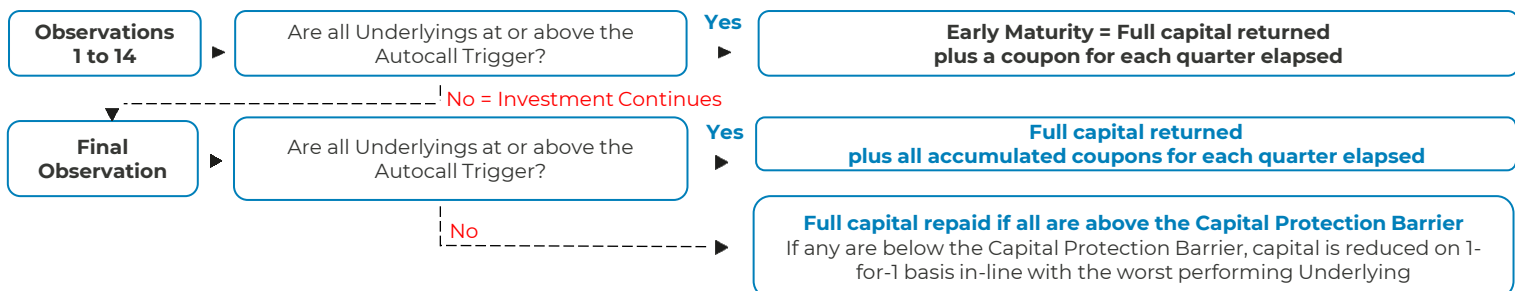 Observations
1 to 14
Are all Underlyings at or above the
Autocall Trigger?
Yes
Early Maturity = Full capital returned
plus a coupon for each quarter elapsed
No = Investment Continues
Final
Observation
Are all Underlyings at or above the
Autocall Trigger?
Yes
Full capital returned
plus all accumulated coupons for each quarter elapsed
No
Full capital repaid if all are above the Capital Protection Barrier
If any are below the Capital Protection Barrier, capital is reduced on 1-
for-1 basis in-line with the worst performing Underlying